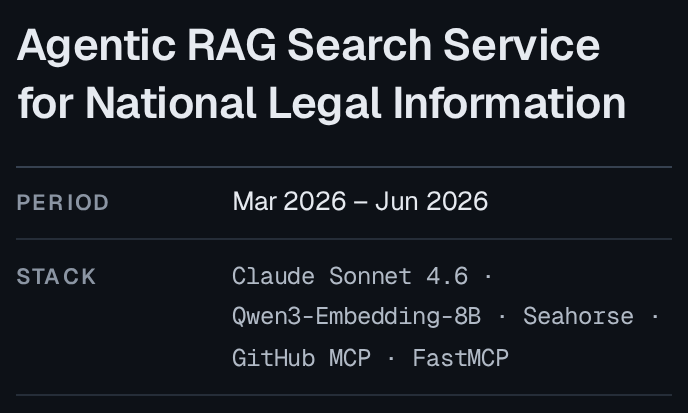 Agentic RAG Search Service
for National Legal Information
PERIOD Mar 2026 – Jun 2026
STACK Claude Sonnet 4.6 ·
Qwen3-Embedding-8B · Seahorse ·
GitHub MCP · FastMCP